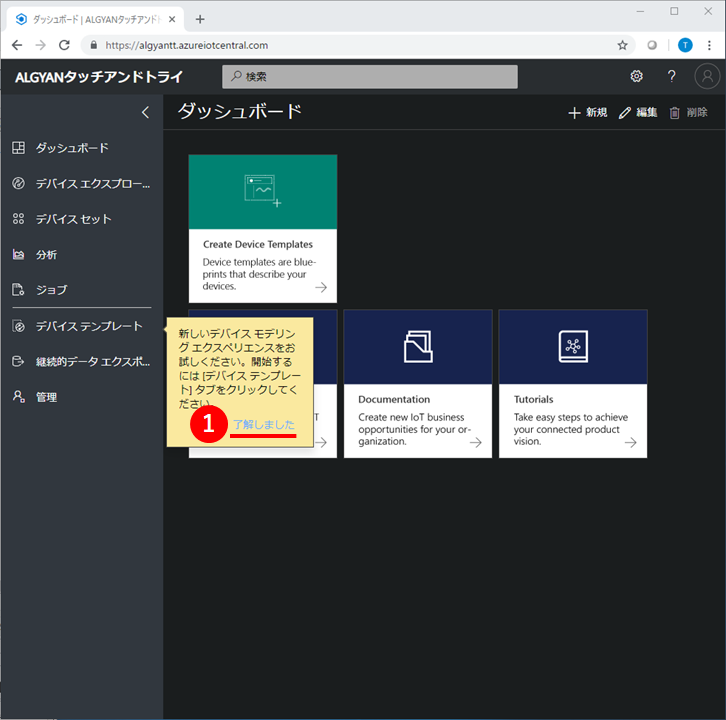 ダッシュボード | ALGYANタッチアンドト
https://algyantt.azureiotcentral.com
T
ALGYANタッチアンドトライ
検索
?
ダッシュボード
新規
編集
削除
ダッシュボード
デバイス エクスプロー...
デバイス セット
分析
ジョブ
デバイス テンプレート
継続的データ エクスポ...
管理
Create Device Templates
Device templates are blue-
prints that describe your
devices.
新しいデバイス モデリン
グ エクスペリエンスをお
試しください。開始する
には [デバイス テンプレー
ト] タブをクリックしてく
ださい。
1
了解しました
T
Documentation
Create new IoT business
opportunities for your or-
ganization.
Tutorials
Take easy steps to achieve
your connected product
vision.